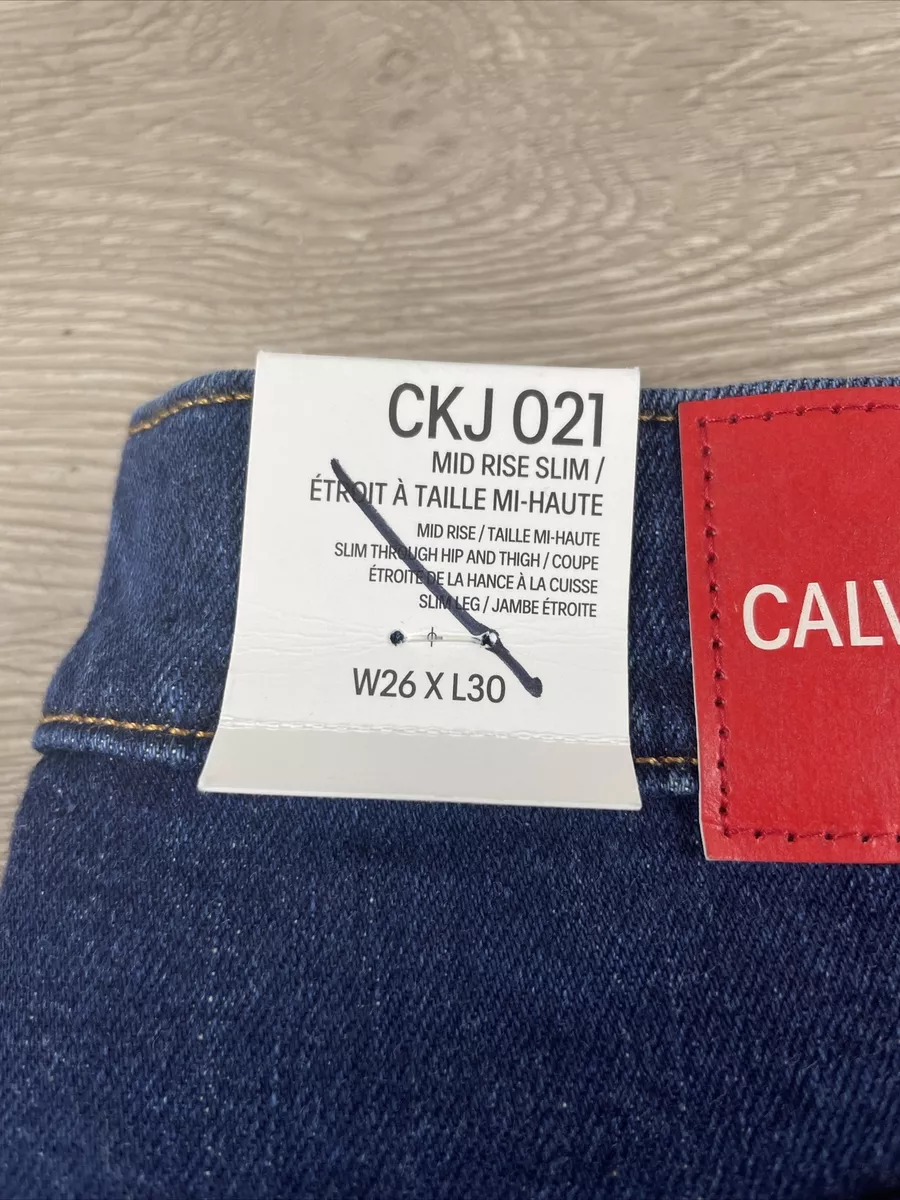 CKJ 021
MID RISE SLIM /
ÉTROIT À TAILLE MI-HAUTE
MID RISE / TAILLE MI-HAUTE
SLIM THROUGH HIP AND THIGH / COUPE
ÉTROITE DE LA HANCE À LA CUISSE
SLIM LEG / JAMBE ÉTROITE
W26 X L30
CALV